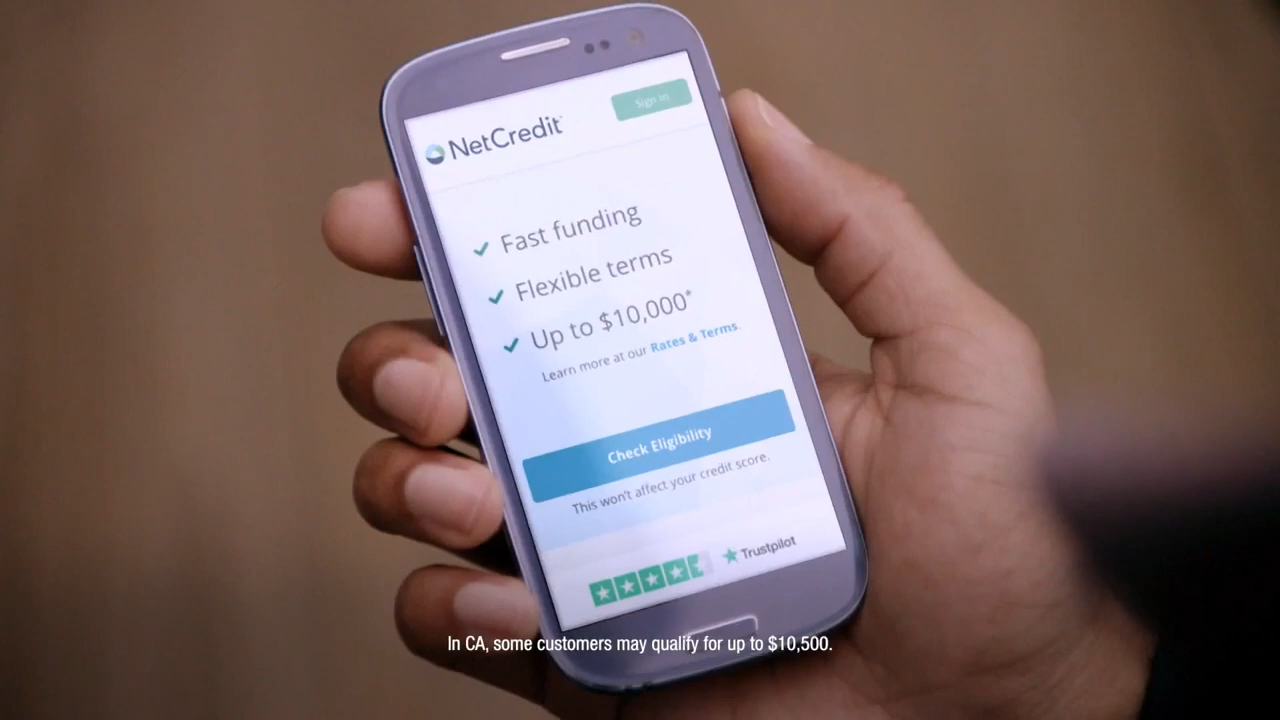 NetCredit
Sign in
Fast funding
Flexible terms
Up to $10,000*
Learn more at our Rates & Terms.
Check Eligibility
This won't affect your credit score.
Trustpilot
In CA, some customers may qualify for up to $10,500.